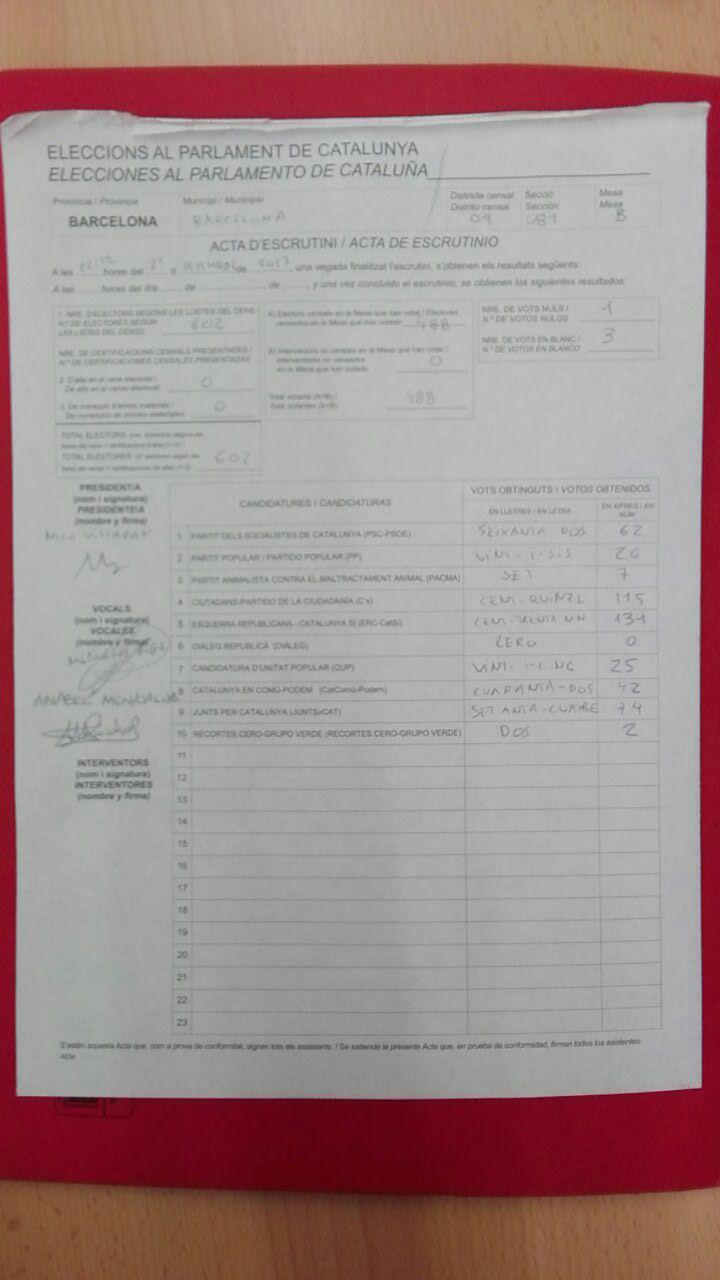 ELECCIONS AL PARLAMENT DE CATALUNYA
ELECCIONES AL PARLAMENTO DE CATALUÑA
Província / Provincia
Municipi / Municipio
Districte censal
Secció
Mesa
Distrito censal
Sección
Mesa
BARCELONA
BARCELONA
09
081
B
ACTA D'ESCRUTINI / ACTA DE ESCRUTINIO
A les hores del 21 d de 2017 una vegada finalitzat l'escrutini, s'obtenen els resultats següents:
A las horas del día de de , y una vez concluido el escrutinio, se obtienen los siguientes resultados:
1. NRE. D'ELECTORS SEGONS LES LLISTES DEL CENS
N.º DE ELECTORES SEGÚN
LAS LISTAS DEL CENSO
602
NRE. DE CERTIFICACIONS CENSALS PRESENTADES /
N.º DE CERTIFICACIONES CENSALES PRESENTADAS
2. D'alta en el cens electoral /
De alta en el censo electoral:
0
3. De correcció d'errors materials /
De corrección de errores materiales:
0
TOTAL ELECTORS
TOTAL ELECTORES
602
A) Electors censats en la Mesa que han votat / Electores
censados en la Mesa que han votado
488
B) Interventors no censats en la Mesa que han votat /
Interventores no censados
en la Mesa que han votado
0
Total votants (A+B) /
Total votantes (A+B)
488
NRE. DE VOTS NULS /
N.º DE VOTOS NULOS
1
NRE. DE VOTS EN BLANC /
N.º DE VOTOS EN BLANCO
3
PRESIDENT/A
(nom i signatura)
PRESIDENTE/A
(nombre y firma)
VOCALS
(nom i signatura)
VOCALES
(nombre y firma)
ANABEL
INTERVENTORS
(nom i signatura)
INTERVENTORES
(nombre y firma)
CANDIDATURES / CANDIDATURAS
VOTS OBTINGUTS / VOTOS OBTENIDOS
EN LLETRES / EN LETRA
EN XIFRES / EN NÚM.
1 PARTIT DELS SOCIALISTES DE CATALUNYA (PSC-PSOE) SEIXANTA DOS 62
2 PARTIT POPULAR / PARTIDO POPULAR (PP) VINT-I-SIS 26
3 PARTIT ANIMALISTA CONTRA EL MALTRACTAMENT ANIMAL (PACMA) SET 7
4 CIUTADANS-PARTIDO DE LA CIUDADANÍA (C's) CENT-QUINZE 115
5 ESQUERRA REPUBLICANA - CATALUNYA SÍ (ERC-CatSí) CENT-TRENTA UN 131
6 DIÀLEG REPUBLICÀ (DIÀLEG) ZERO 0
7 CANDIDATURA D'UNITAT POPULAR (CUP) VINT-I-CINC 25
8 CATALUNYA EN COMÚ-PODEM (CatComú-Podem) CUARANTA-DOS 42
9 JUNTS PER CATALUNYA (JUNTSxCAT) SETANTA-CUATRE 74
10 RECORTES CERO-GRUPO VERDE (RECORTES CERO-GRUPO VERDE) DOS 2
11
12
13
14
15
16
17
18
19
20
21
22
23
S'estén aquesta Acta que, com a prova de conformitat, signen tots els assistents. / Se extiende la presente Acta que, en prueba de conformidad, firman todos los asistentes.
AEM